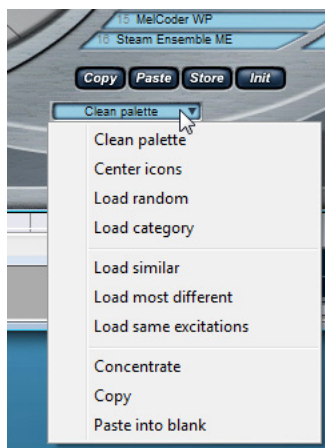 15 MelCoder WP
16 Steam Ensemble ME
Copy Paste Store Init
Clean palette
Clean palette
Center icons
Load random
Load category
Load similar
Load most different
Load same excitations
Concentrate
Copy
Paste into blank